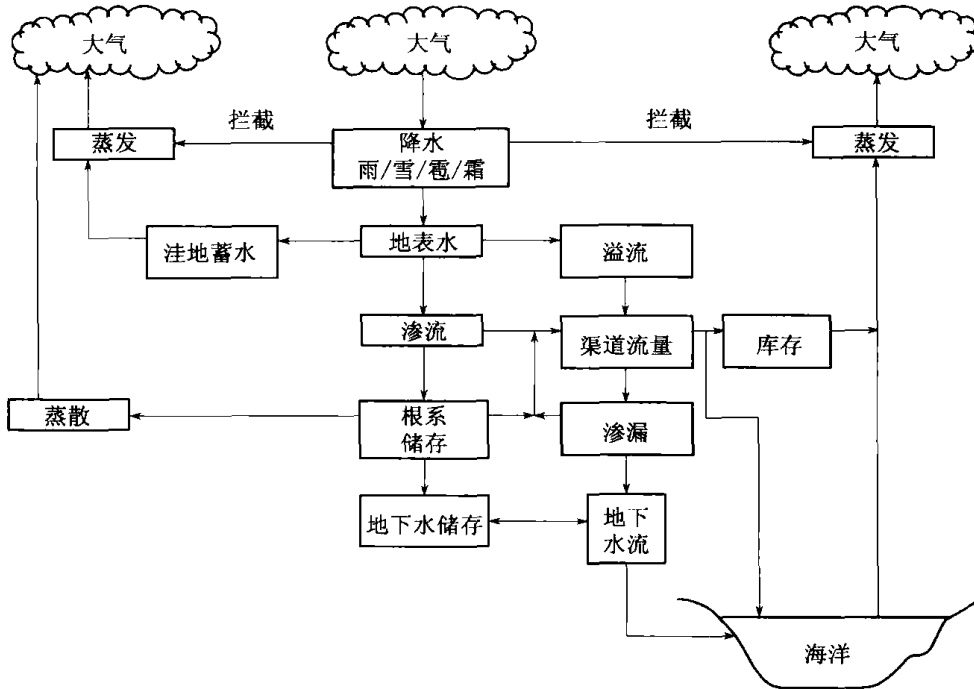 大气
大气
大气
拦截
拦截
蒸发
降水
雨/雪/雹/霜
蒸发
洼地蓄水
地表水
溢流
渗流
渠道流量
库存
蒸散
根系
储存
渗漏
地下水储存
地下
水流
海洋